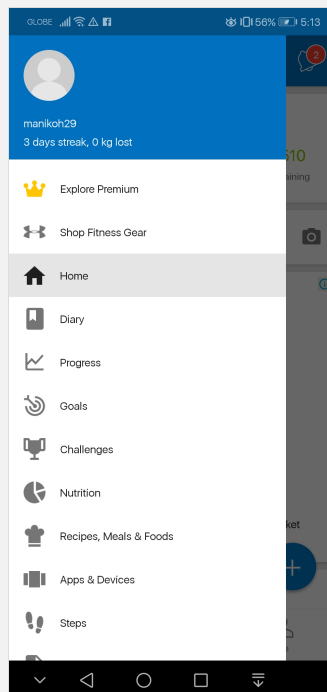 GLOBE 56% 5:13
2
manikoh29
3 days streak, 0 kg lost
510
aining
Explore Premium
Shop Fitness Gear
Home
Diary
Progress
Goals
Challenges
Nutrition
ket
Recipes, Meals & Foods
Apps & Devices
Steps